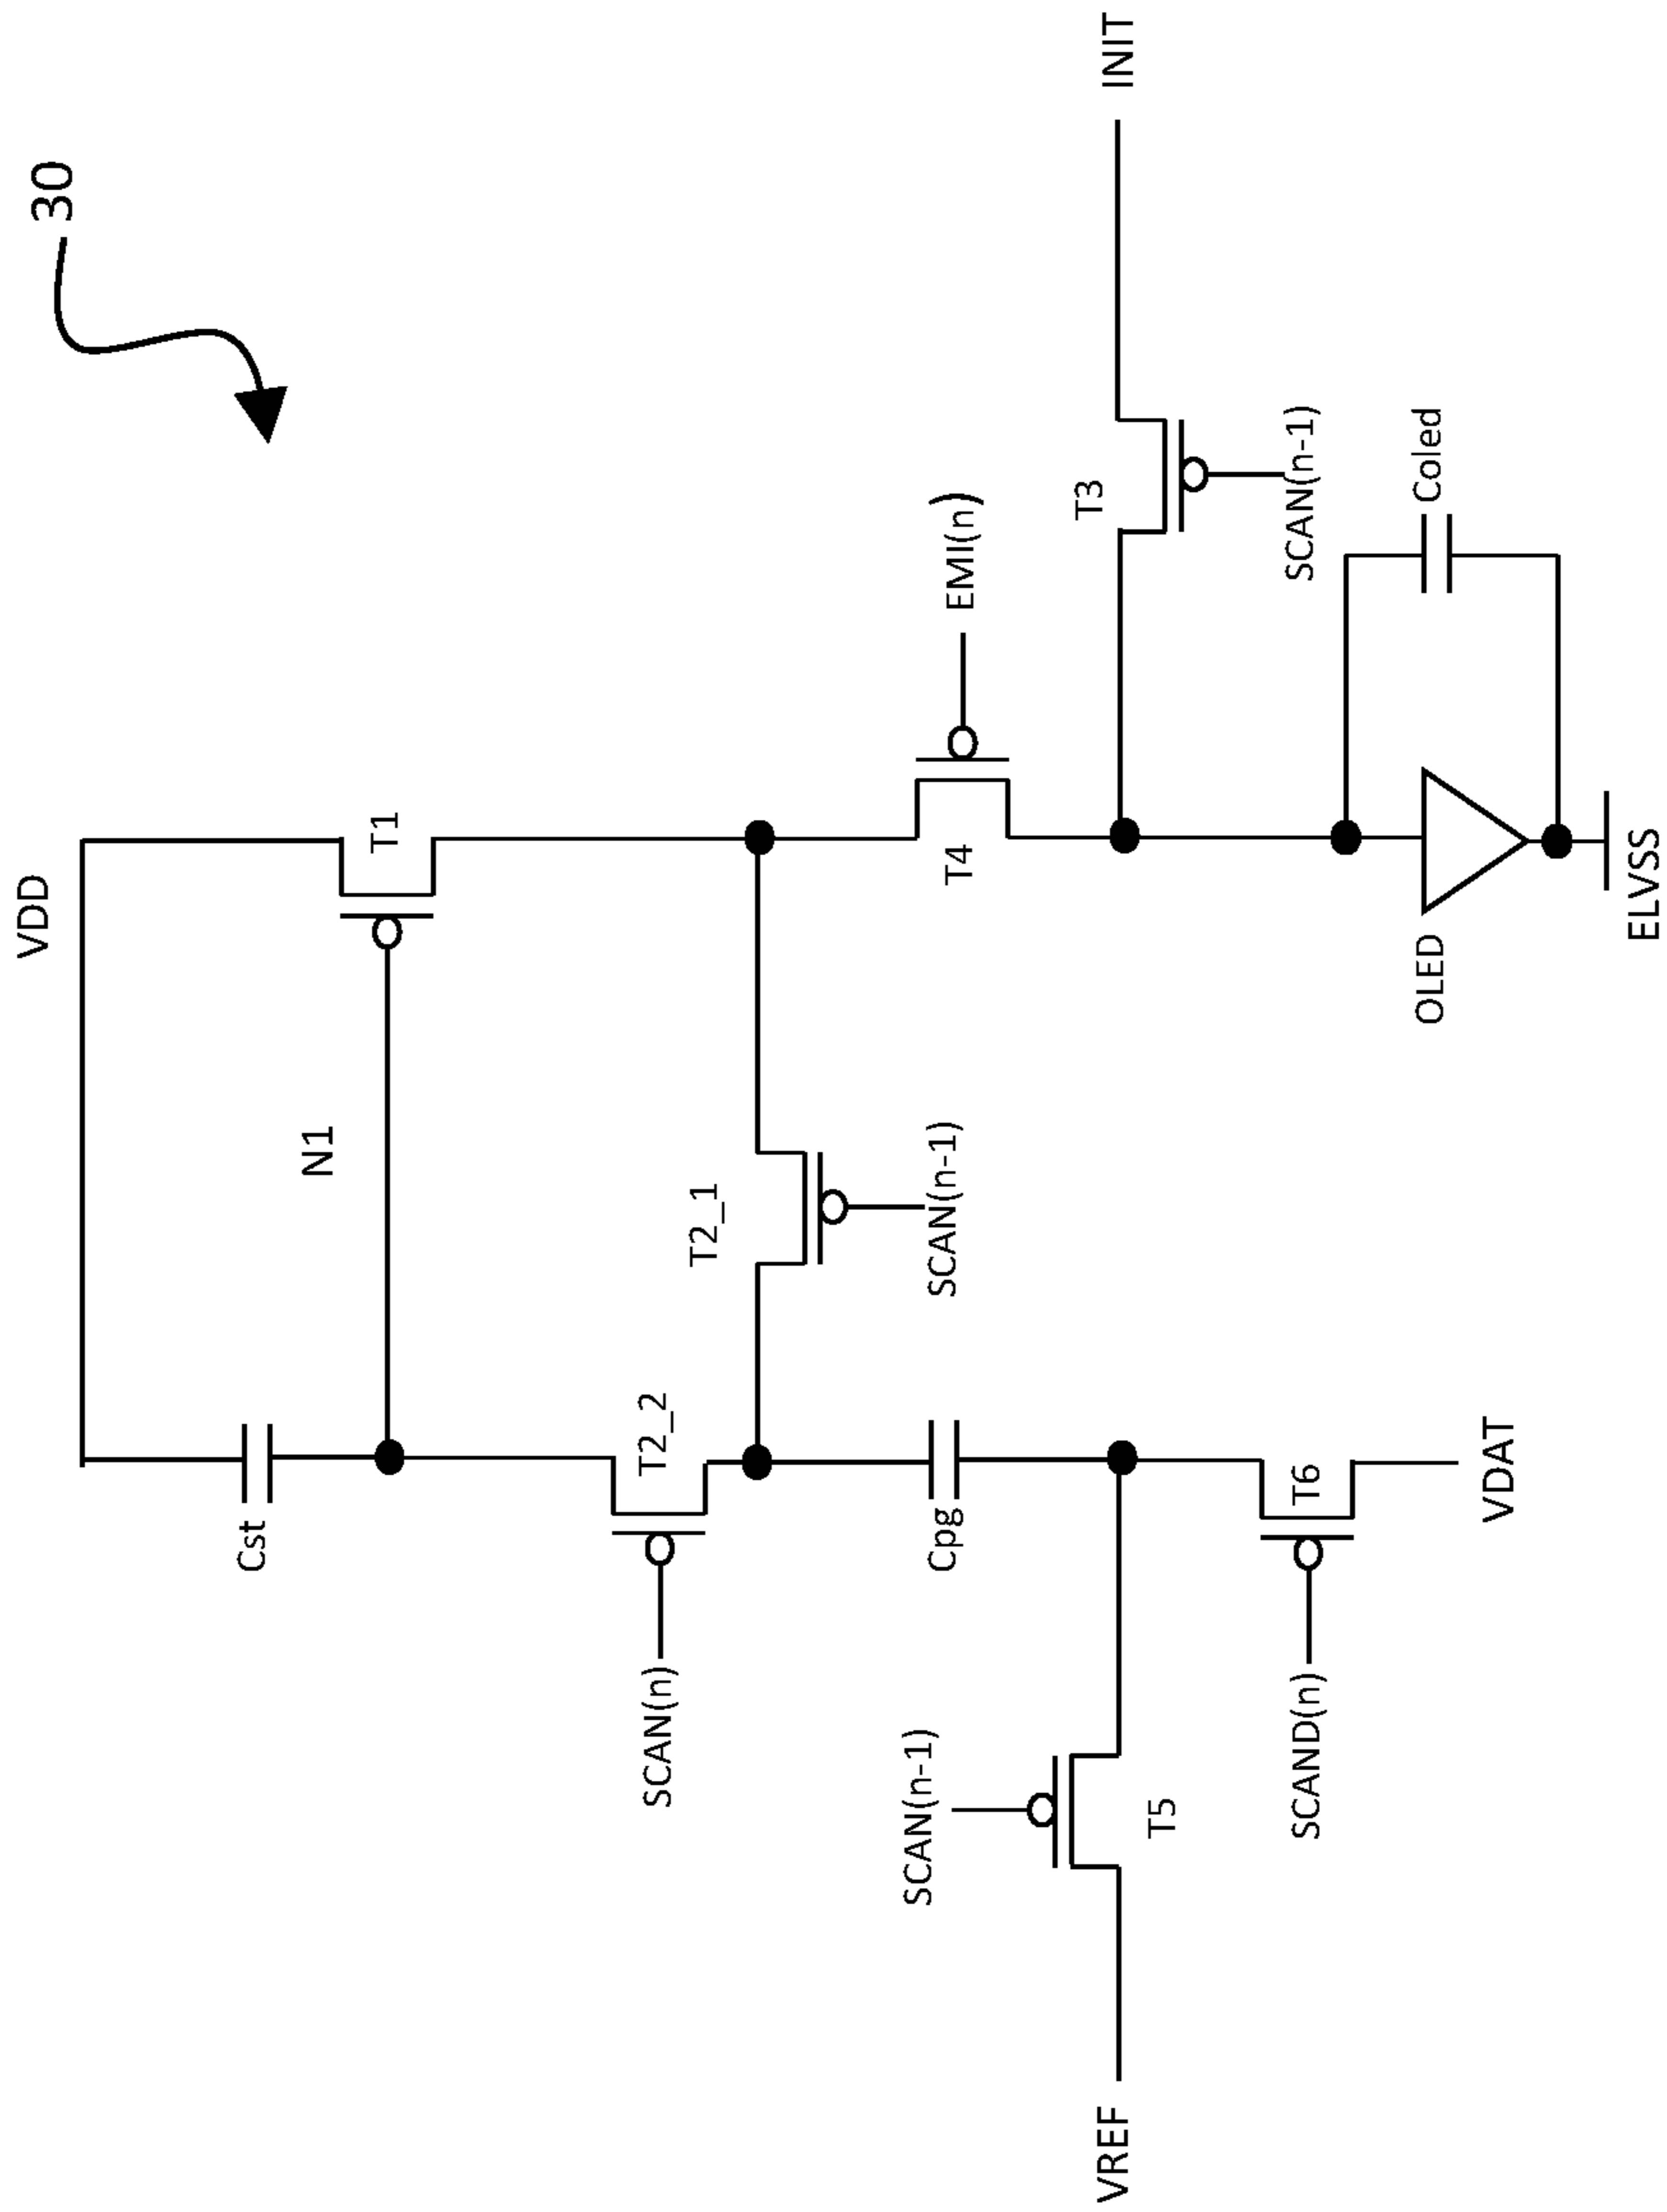 30
VDD
Cst
N1
T1
SCAN(n)
T2_2
T2_1
SCAN(n-1)
EMI(n)
T4
SCAN(n-1)
Cpg
T3
INIT
VREF
T5
SCAND(n)
T6
SCAN(n-1)
VDAT
OLED
Coled
ELVSS